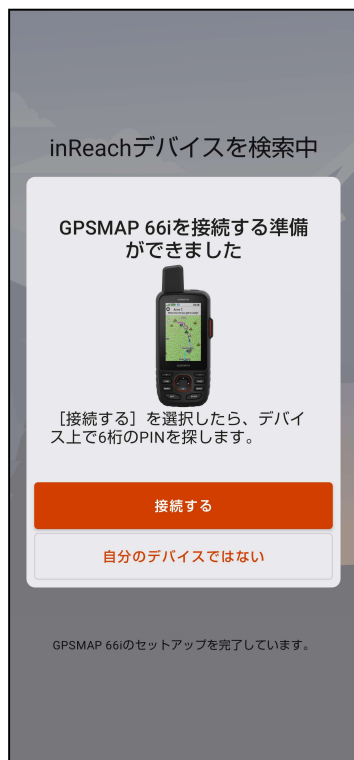 inReachデバイスを検索中
GPSMAP 66iを接続する準備
ができました
［接続する］を選択したら、デバイ
ス上で6桁のPINを探します。
接続する
自分のデバイスではない
GPSMAP 66iのセットアップを完了しています。